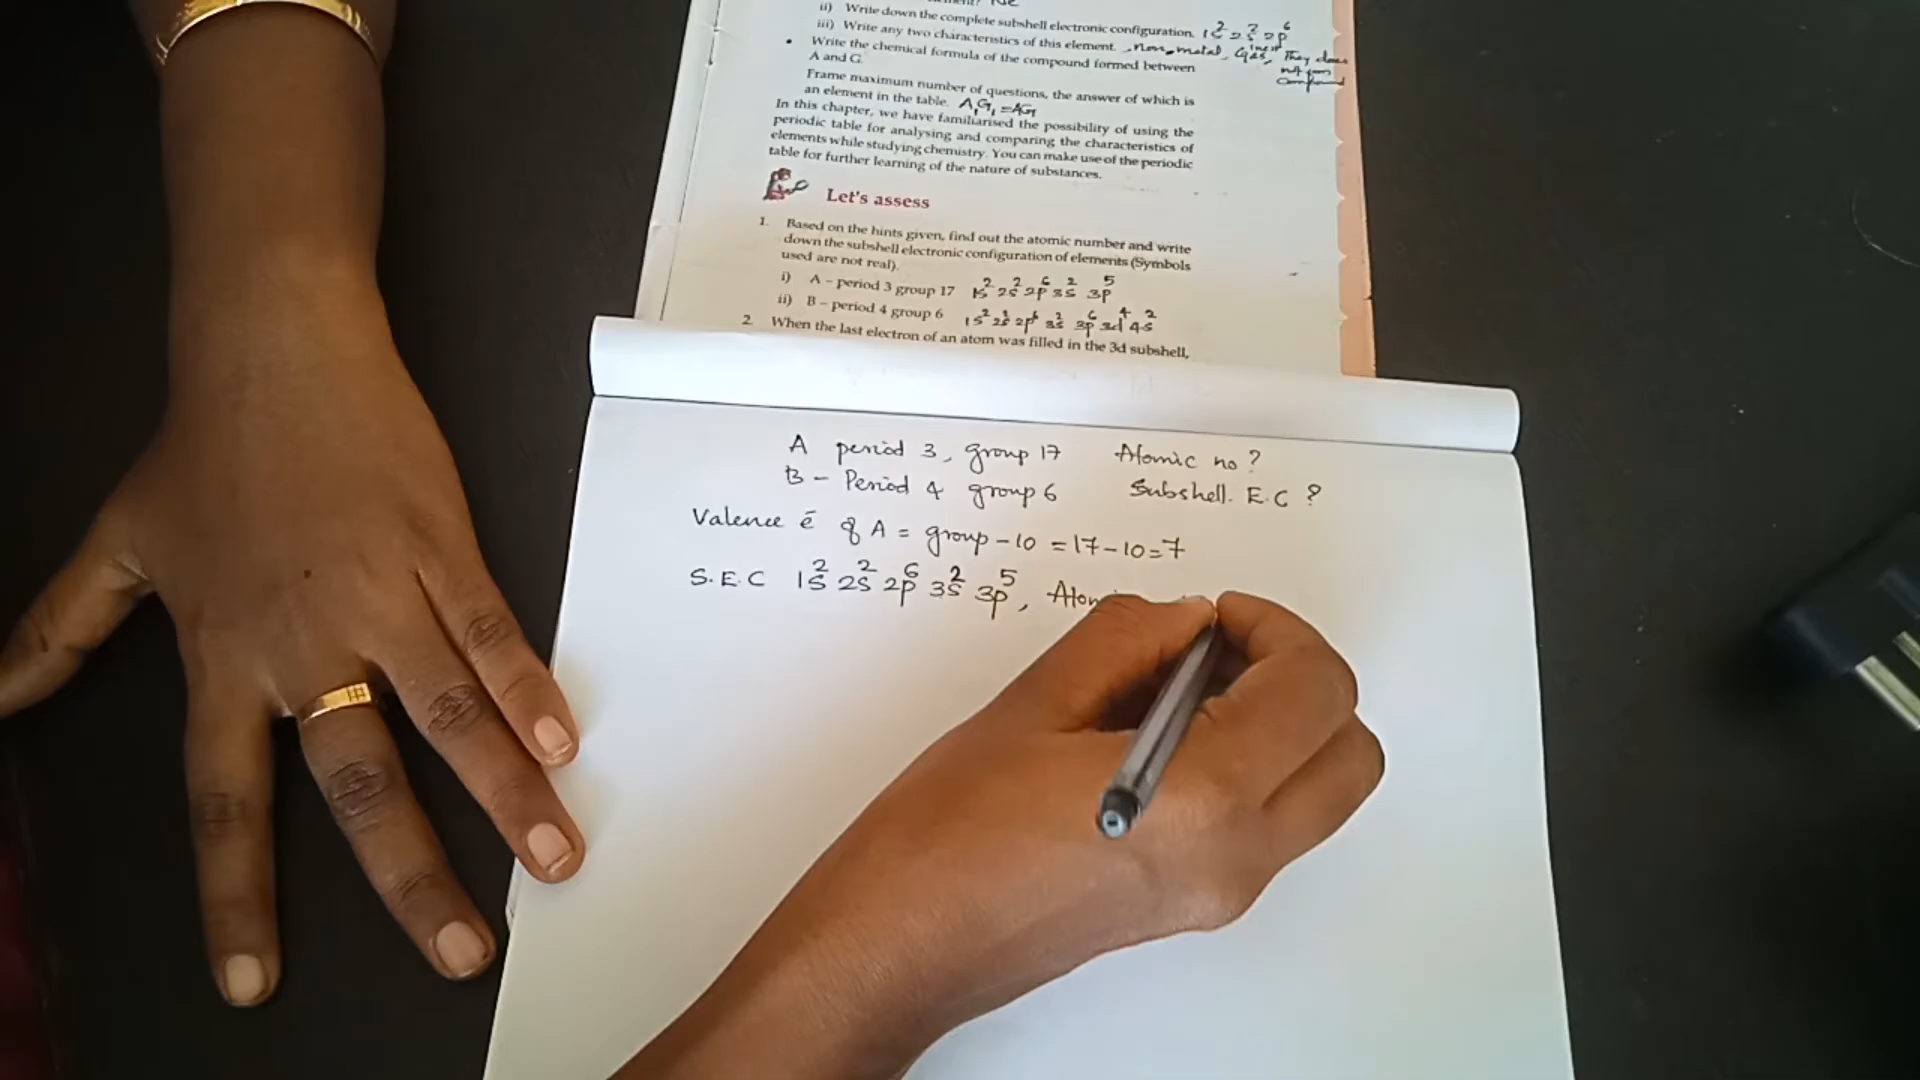 ii) Write down the complete subshell electronic configuration. 1s² 2s² 2p⁶
iii) Write any two characteristics of this element. Non metal, Gas, They does
• Write the chemical formula of the compound formed between
A and G.
Frame maximum number of questions, the answer of which is
an element in the table. A₁G₁ = AG
In this chapter, we have familiarised the possibility of using the
periodic table for analysing and comparing the characteristics of
elements while studying chemistry. You can make use of the periodic
table for further learning of the nature of substances.
Let's assess
1. Based on the hints given, find out the atomic number and write
down the subshell electronic configuration of elements (Symbols
used are not real).
i) A – period 3 group 17 1s² 2s² 2p⁶ 3s² 3p⁵
ii) B – period 4 group 6 1s² 2s² 2p⁶ 3s² 3p⁶ 3d⁴ 4s²
2. When the last electron of an atom was filled in the 3d subshell,
A period 3, group 17 Atomic no ?
B – Period 4 group 6 Subshell. E.C ?
Valence ē of A = group – 10 = 17 – 10 = 7
S.E.C 1s² 2s² 2p⁶ 3s² 3p⁵, Atom